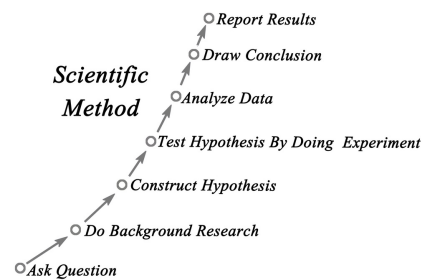 Report Results
Draw Conclusion
Scientific
Method
Analyze Data
Test Hypothesis By Doing Experiment
Construct Hypothesis
Do Background Research
Ask Question